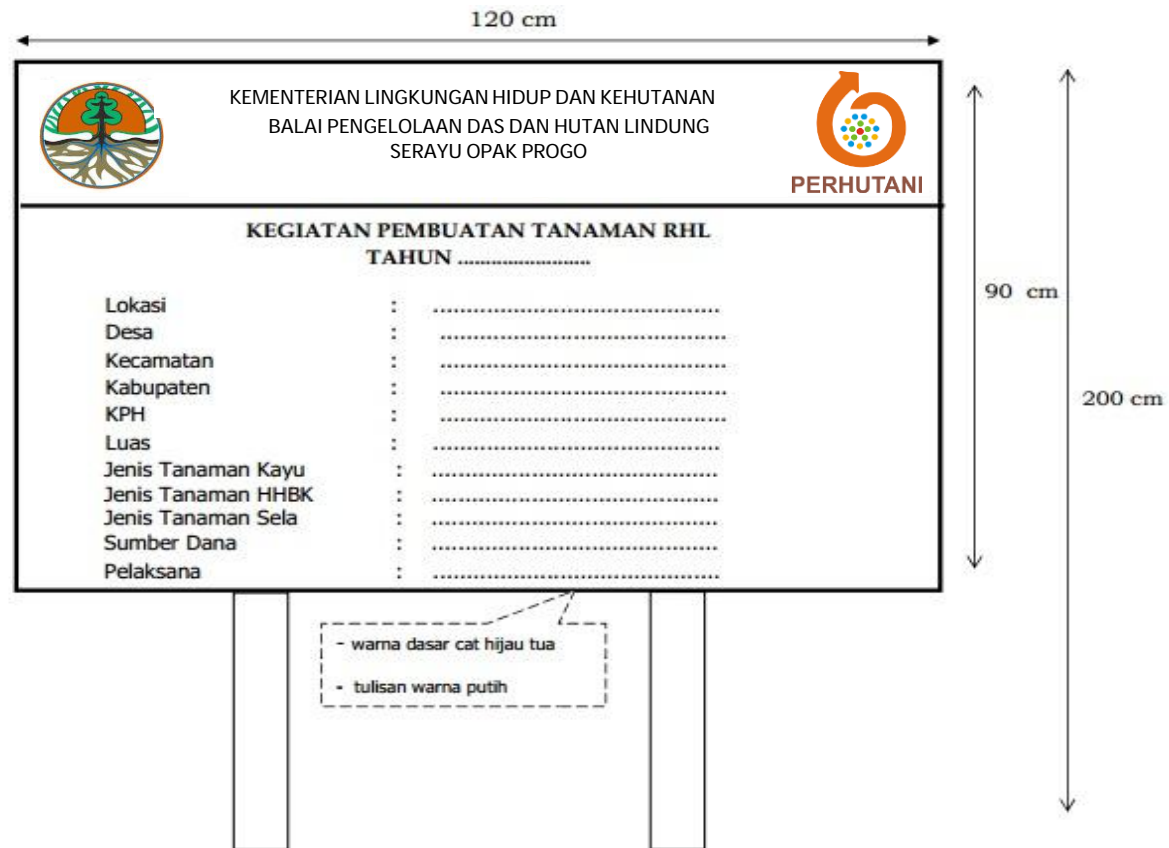 120 cm
KEMENTERIAN LINGKUNGAN HIDUP DAN KEHUTANAN
BALAI PENGELOLAAN DAS DAN HUTAN LINDUNG
SERAYU OPAK PROGO
PERHUTANI
KEGIATAN PEMBUATAN TANAMAN RHL
TAHUN ..........................
Lokasi : ...........................................
Desa : ...........................................
Kecamatan : ...........................................
Kabupaten : ...........................................
KPH : ...........................................
Luas : ...........................................
Jenis Tanaman Kayu : ...........................................
Jenis Tanaman HHBK : ...........................................
Jenis Tanaman Sela : ...........................................
Sumber Dana : ...........................................
Pelaksana : ...........................................
90 cm
200 cm
- warna dasar cat hijau tua
- tulisan warna putih